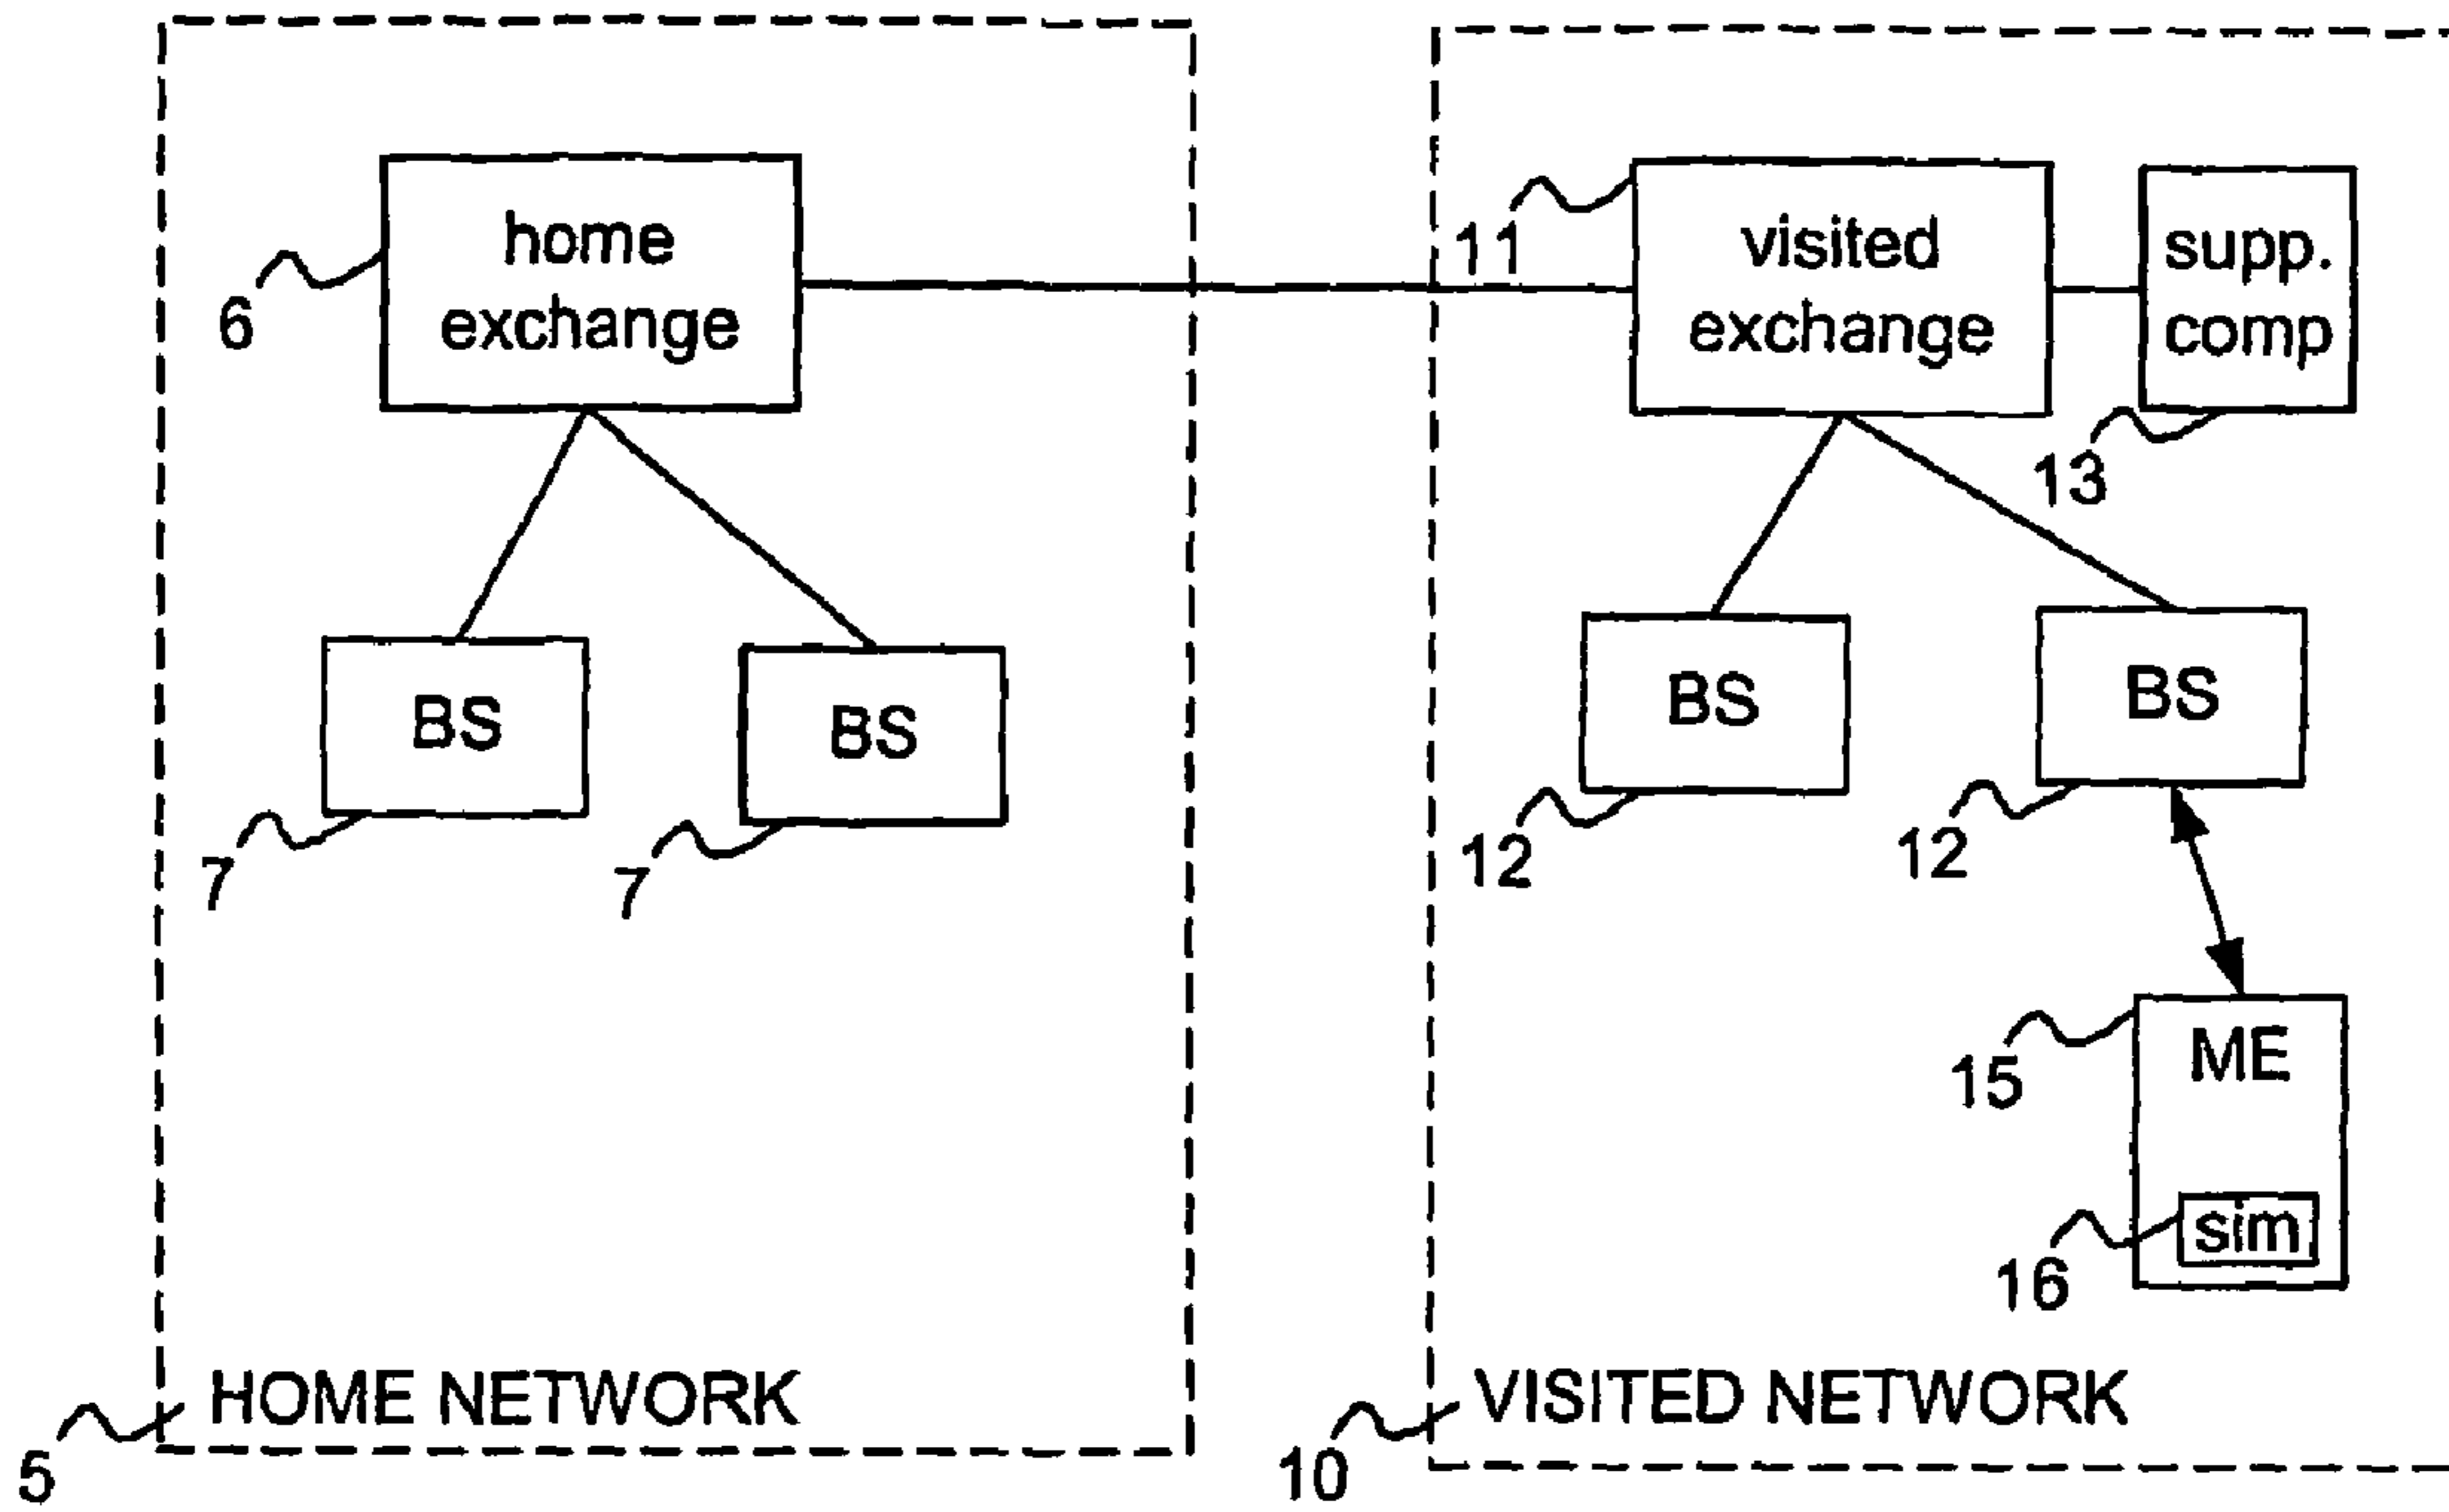 home
exchange
6
BS
BS
7
7
HOME NETWORK
5
visited
exchange
11
supp.
comp
13
BS
BS
12
12
ME
15
sim
16
VISITED NETWORK
10